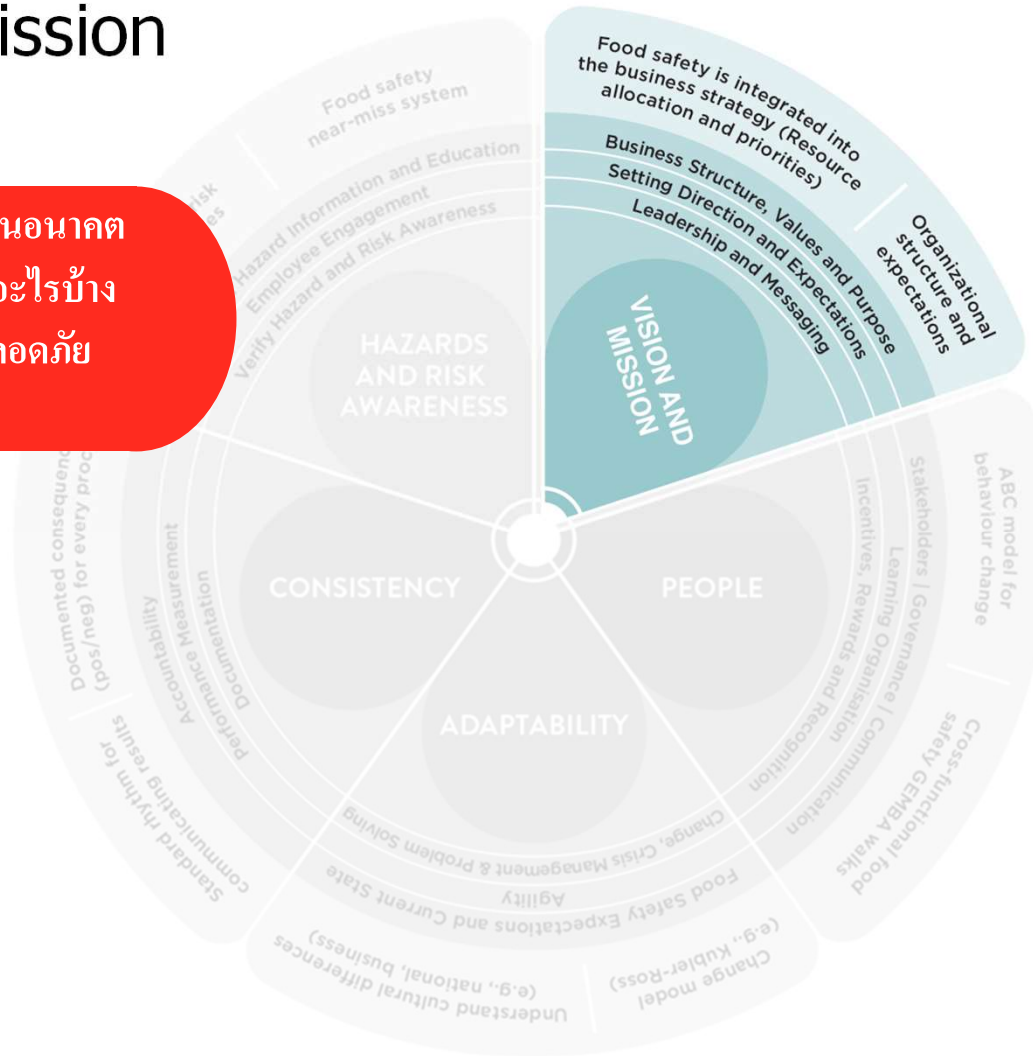 ission
Food safety is integrated into
the business strategy (Resource
allocation and priorities)
Organizational
structure and
expectations
Business Structure, Values and Purpose
Setting Direction and Expectations
Leadership and Messaging
VISION AND
MISSION
นอนาคต
อะไรบ้าง
อดภัย
Food safety
near-miss system
risk
Hazard Information and Education
Employee Engagement
Verify Hazard and Risk Awareness
HAZARDS
AND RISK
AWARENESS
ABC model for
behaviour change
Cross-functional food
safety GEMBA walks
Stakeholders | Governance | Communication
Learning Organisation
Incentives, Rewards and Recognition
PEOPLE
Change, Crisis Management & Problem Solving
Agility
Food Safety Expectations and Current State
Change model
(e.g., Kubler-Ross)
Understand cultural differences
(e.g., national, business)
ADAPTABILITY
Documented consequenc
(pos/neg) for every proc
Standard rhythm for
communicating results
Accountability
Performance Measurement
Documentation
CONSISTENCY